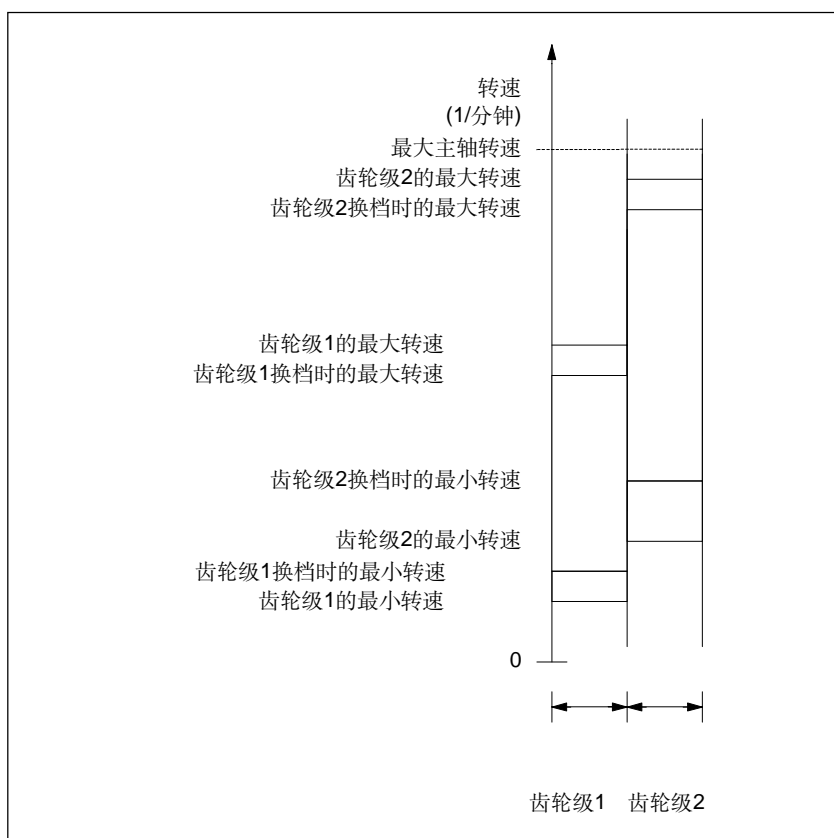 转速
(1/分钟)
最大主轴转速
齿轮级2的最大转速
齿轮级2换档时的最大转速
齿轮级1的最大转速
齿轮级1换档时的最大转速
齿轮级2换档时的最小转速
齿轮级2的最小转速
齿轮级1换档时的最小转速
齿轮级1的最小转速
0
齿轮级1 齿轮级2